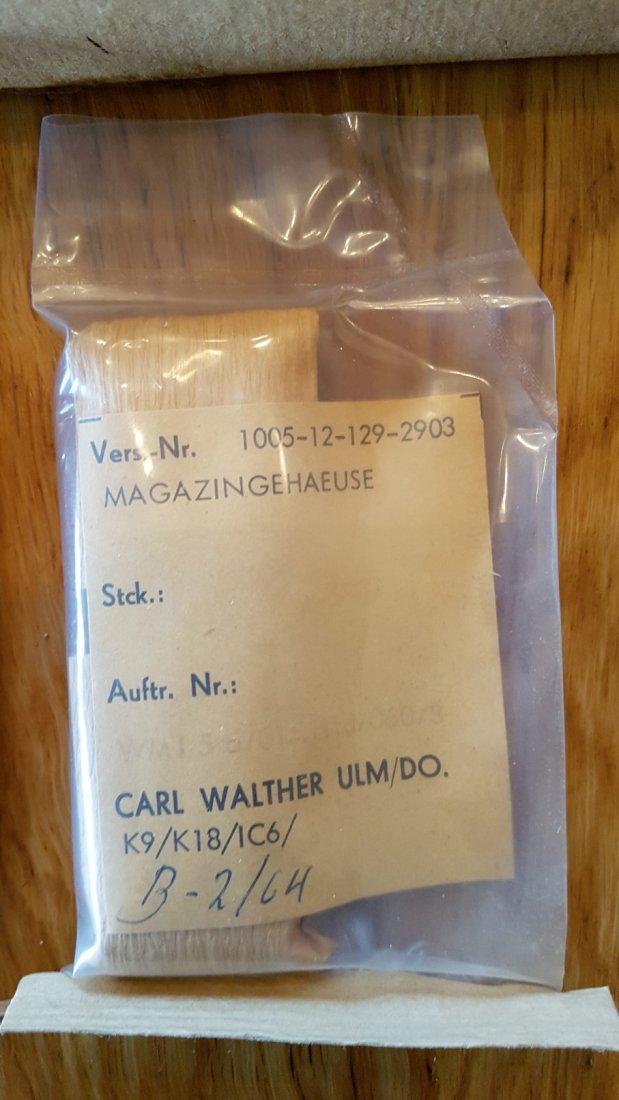 Vers.-Nr. 1005-12-129-2903
MAGAZINGEHAEUSE
Stck.:
Auftr. Nr.:
CARL WALTHER ULM/DO.
K9/K18/IC6/
B-2/64